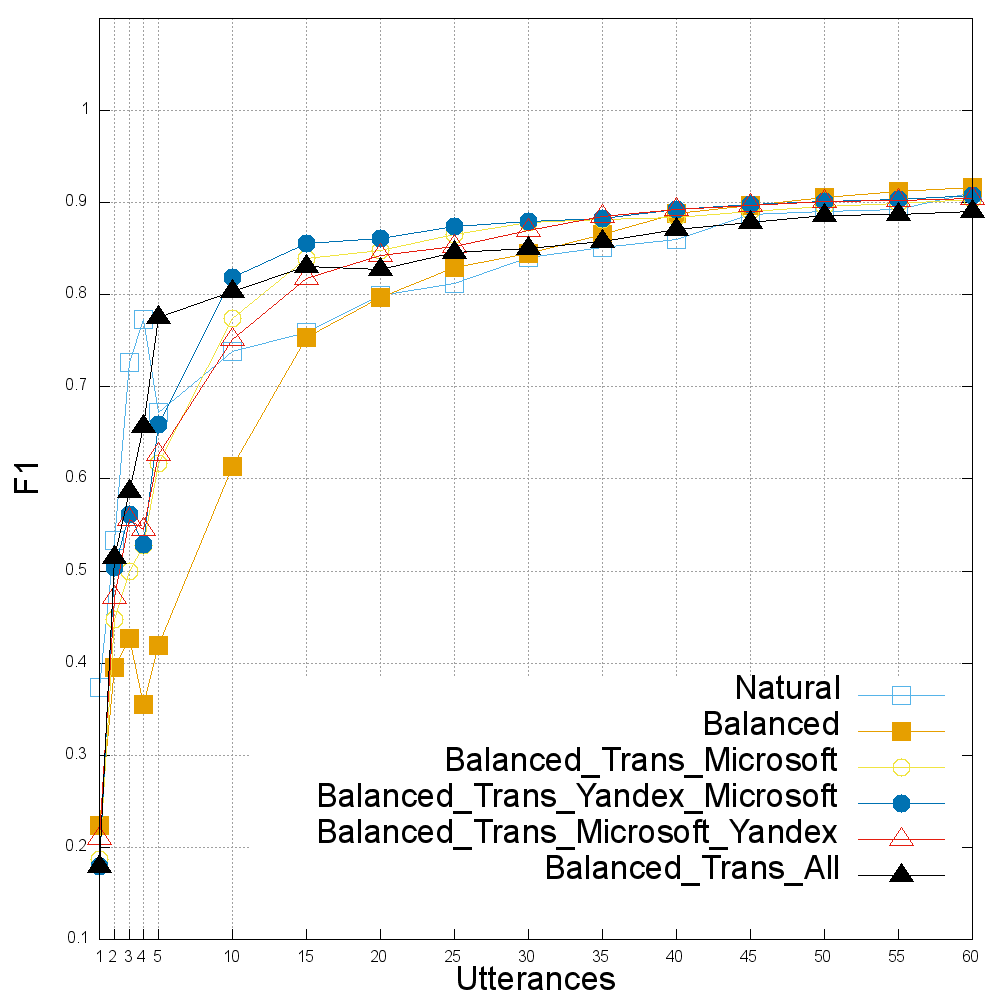 1
0.9
0.8
0.7
0.6
0.5
0.4
0.3
0.2
0.1
F1
Natural
Balanced
Balanced_Trans_Microsoft
Balanced_Trans_Yandex_Microsoft
Balanced_Trans_Microsoft_Yandex
Balanced_Trans_All
1 2 3 4 5 10 15 20 25 30 35 40 45 50 55 60
Utterances